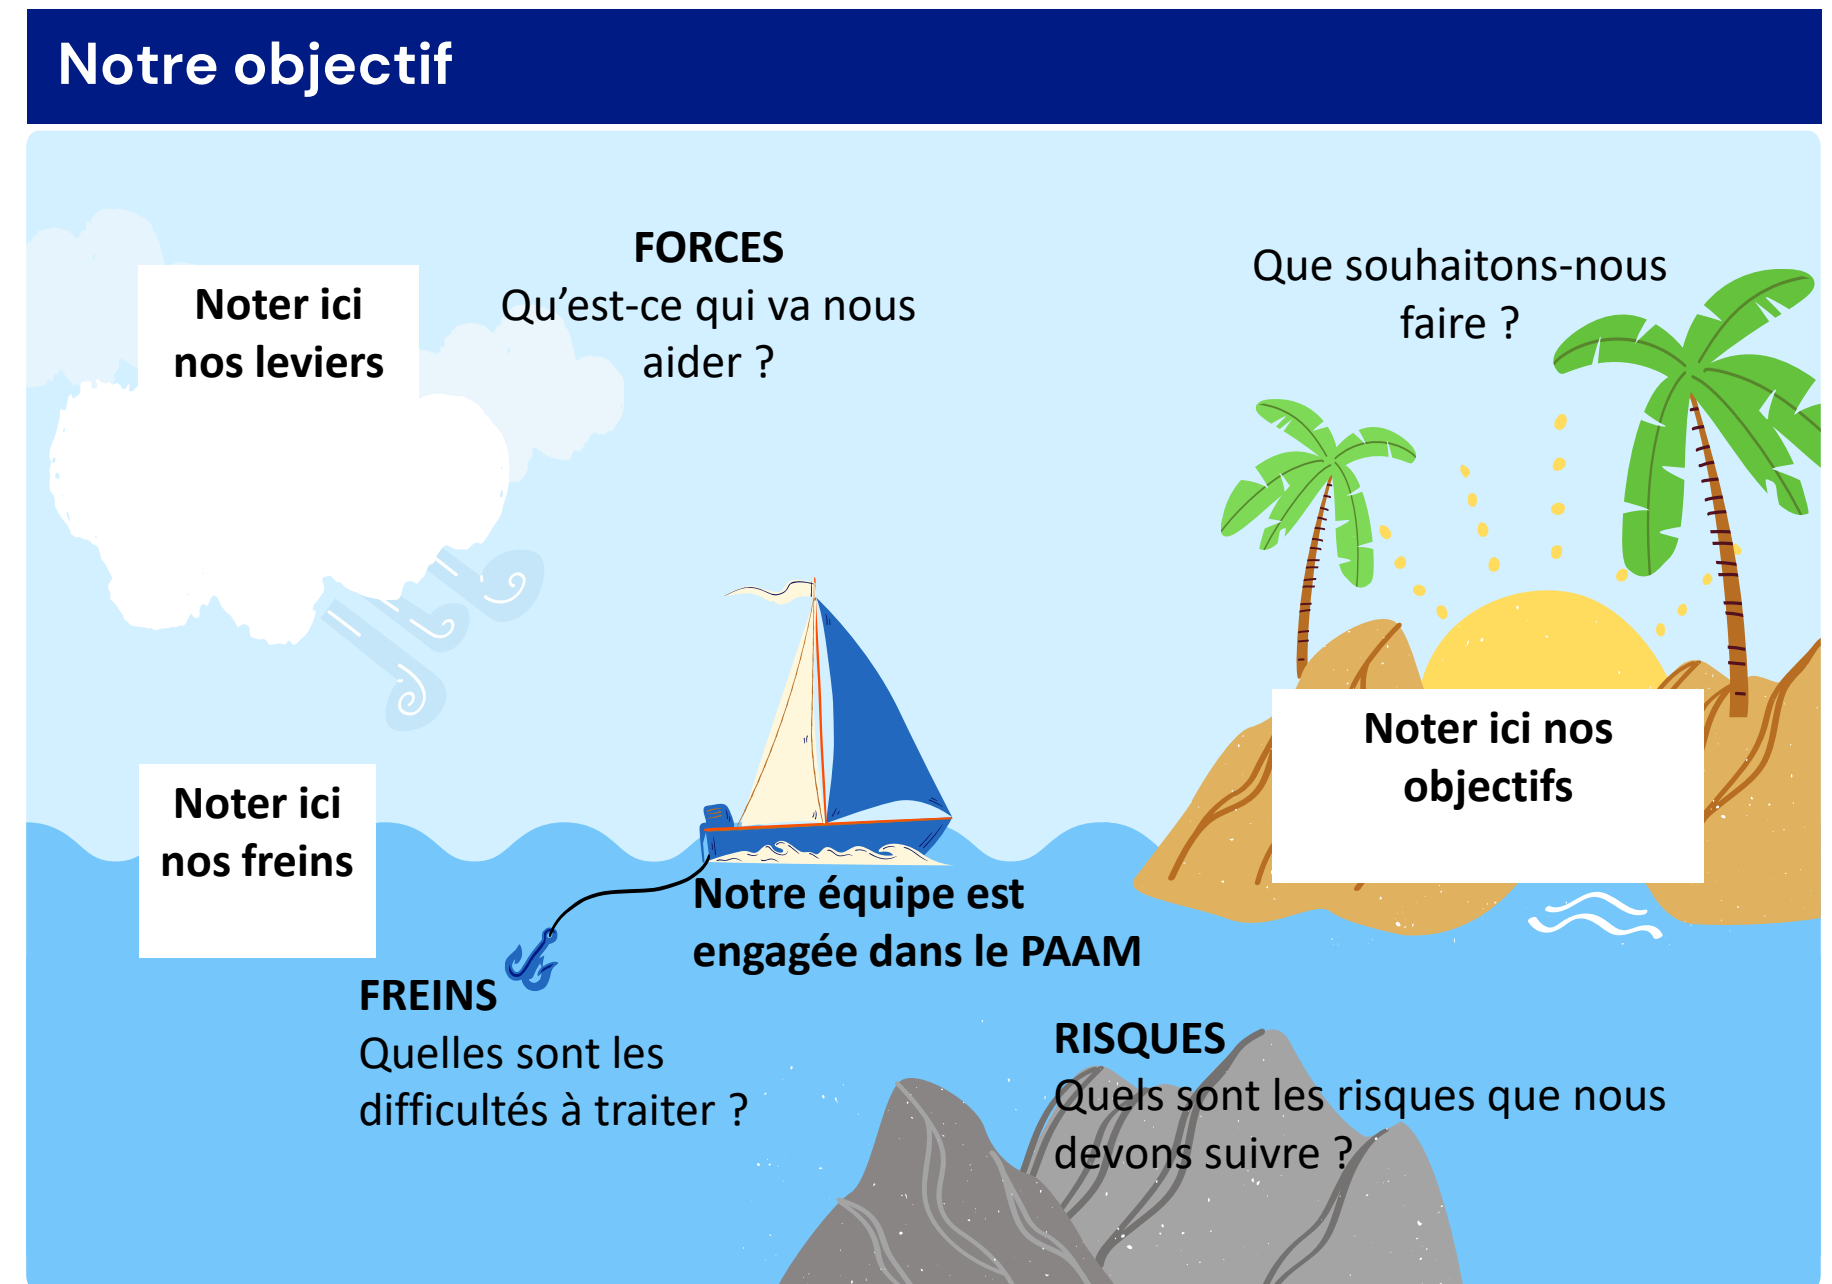 Notre objectif
FORCES
Qu’est-ce qui va nous
aider ?
Que souhaitons-nous
faire ?
Noter ici
nos leviers
Noter ici nos
objectifs
Noter ici
nos freins
Notre équipe est
engagée dans le PAAM
FREINS
Quelles sont les
difficultés à traiter ?
RISQUES
Quels sont les risques que nous
devons suivre ?